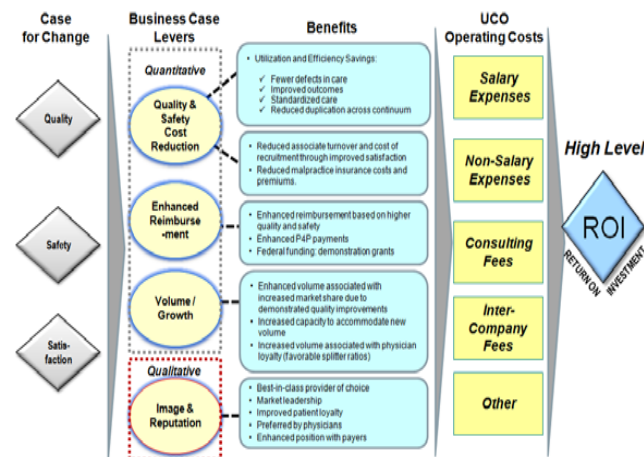 Case
for Change
Business Case
Levers
Benefits
UCO
Operating Costs
Quality
Safety
Satis-
faction
Quantitative
Quality &
Safety
Cost
Reduction
Enhanced
Reimburse
-ment
Volume /
Growth
Qualitative
Image &
Reputation
• Utilization and Efficiency Savings:
✓ Fewer defects in care
✓ Improved outcomes
✓ Standardized care
✓ Reduced duplication across continuum
• Reduced associate turnover and cost of
recruitment through improved satisfaction
• Reduced malpractice insurance costs and
premiums.
• Enhanced reimbursement based on higher
quality and safety
• Enhanced P4P payments
• Federal funding: demonstration grants
• Enhanced volume associated with
increased market share due to
demonstrated quality improvements
• Increased capacity to accommodate new
volume
• Increased volume associated with physician
loyalty (favorable splitter ratios)
• Best-in-class provider of choice
• Market leadership
• Improved patient loyalty
• Preferred by physicians
• Enhanced position with payers
Salary
Expenses
Non-Salary
Expenses
Consulting
Fees
Inter-
Company
Fees
Other
High Level
ROI
RETURN ON
INVESTMENT